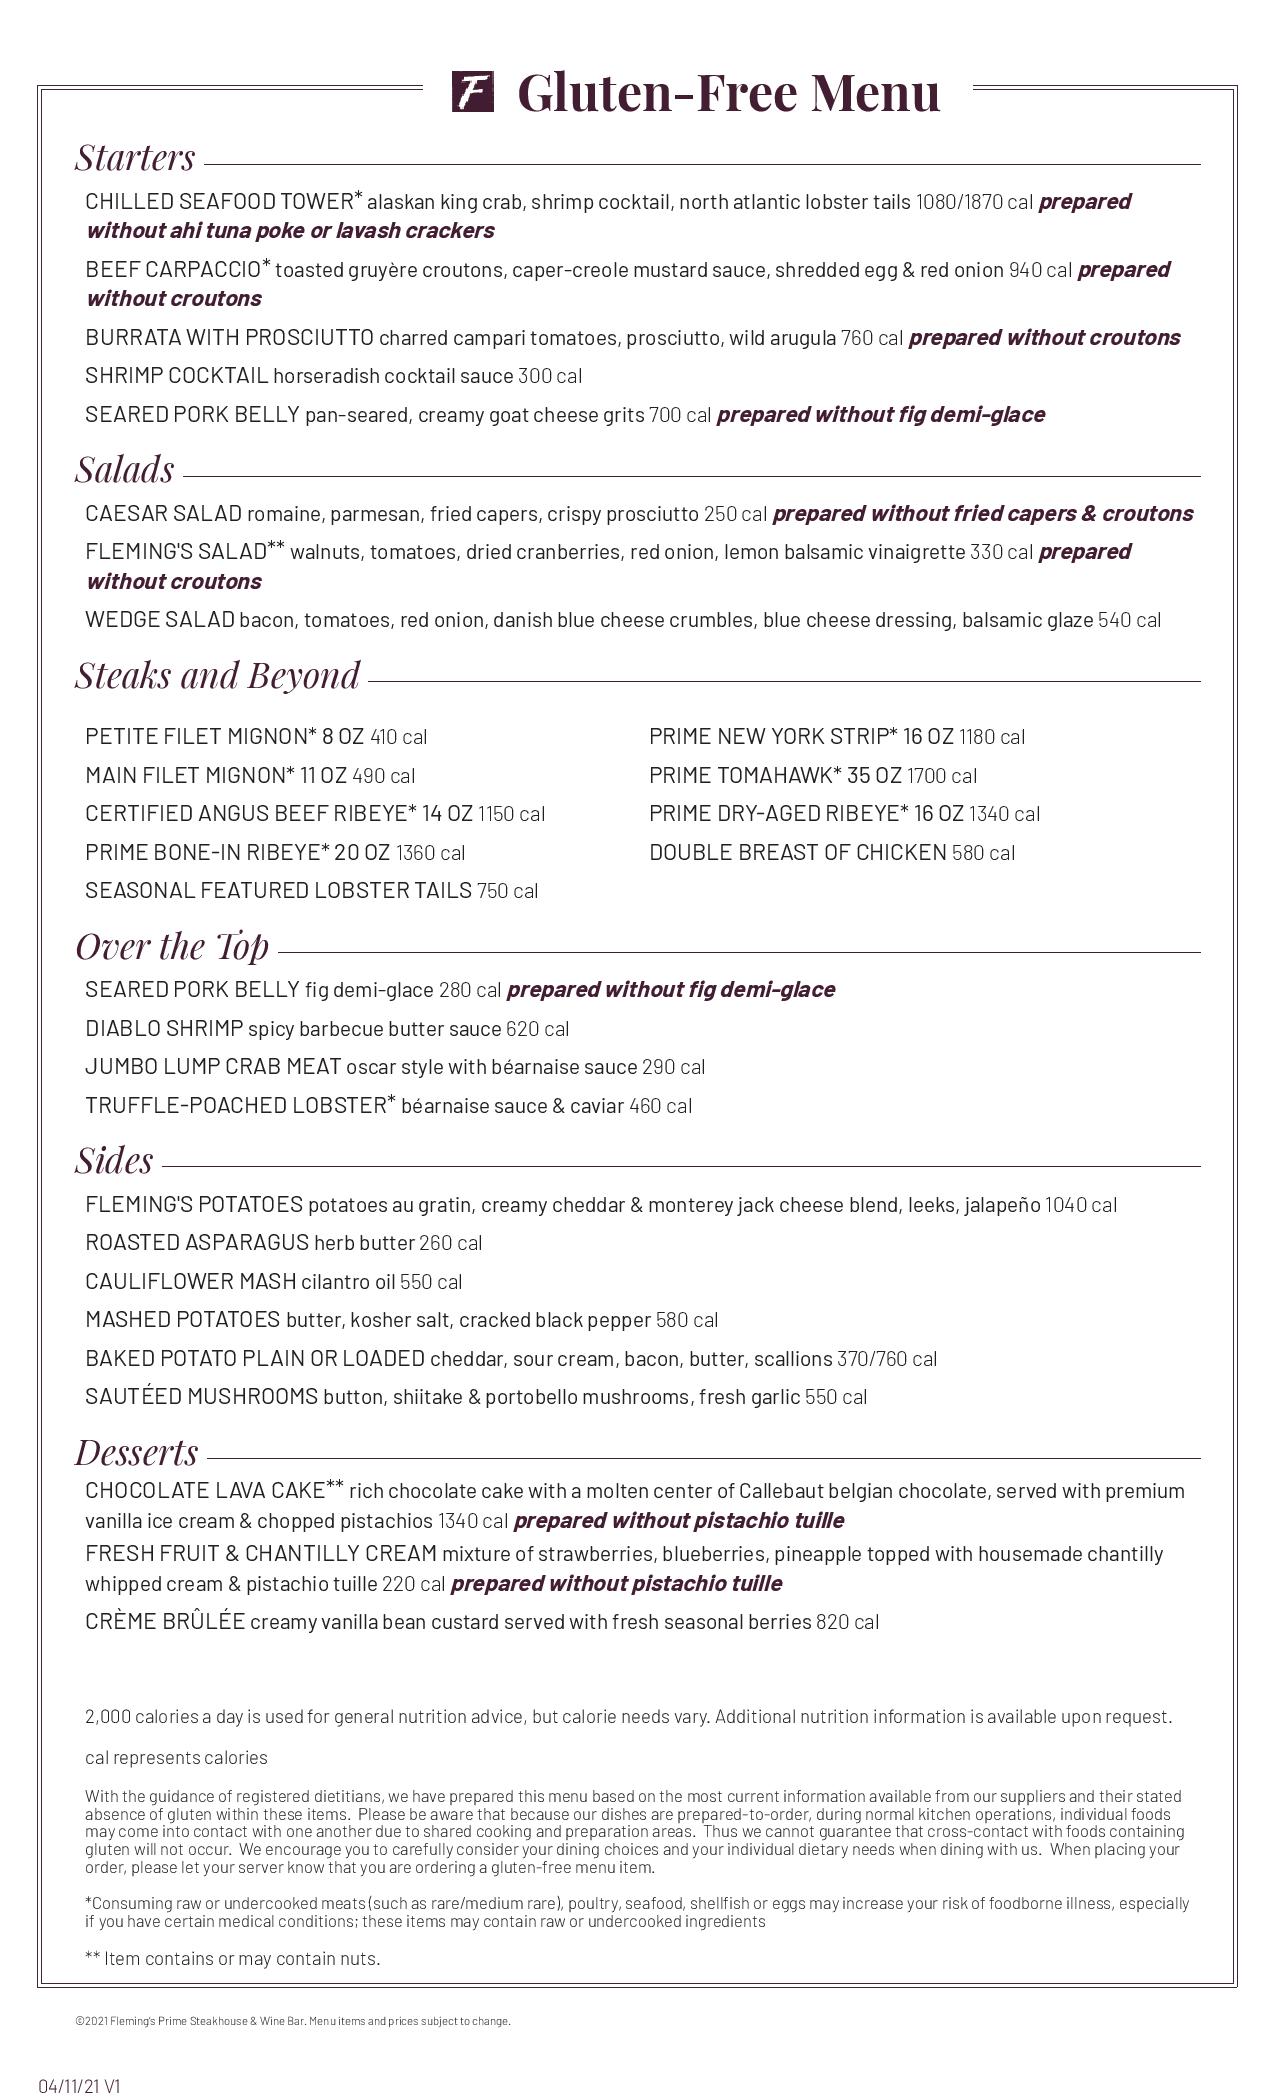 F Gluten-Free Menu
Starters
CHILLED SEAFOOD TOWER* alaskan king crab, shrimp cocktail, north atlantic lobster tails 1080/1870 cal prepared
without ahi tuna poke or lavash crackers
BEEF CARPACCIO* toasted gruyère croutons, caper-creole mustard sauce, shredded egg & red onion 940 cal prepared
without croutons
BURRATA WITH PROSCIUTTO charred campari tomatoes, prosciutto, wild arugula 760 cal prepared without croutons
SHRIMP COCKTAIL horseradish cocktail sauce 300 cal
SEARED PORK BELLY pan-seared, creamy goat cheese grits 700 cal prepared without fig demi-glace
Salads
CAESAR SALAD romaine, parmesan, fried capers, crispy prosciutto 250 cal prepared without fried capers & croutons
FLEMING'S SALAD** walnuts, tomatoes, dried cranberries, red onion, lemon balsamic vinaigrette 330 cal prepared
without croutons
WEDGE SALAD bacon, tomatoes, red onion, danish blue cheese crumbles, blue cheese dressing, balsamic glaze 540 cal
Steaks and Beyond
PETITE FILET MIGNON* 8 OZ 410 cal
MAIN FILET MIGNON* 11 OZ 490 cal
CERTIFIED ANGUS BEEF RIBEYE* 14 OZ 1150 cal
PRIME BONE-IN RIBEYE* 20 OZ 1360 cal
SEASONAL FEATURED LOBSTER TAILS 750 cal
PRIME NEW YORK STRIP* 16 OZ 1180 cal
PRIME TOMAHAWK* 35 OZ 1700 cal
PRIME DRY-AGED RIBEYE* 16 OZ 1340 cal
DOUBLE BREAST OF CHICKEN 580 cal
Over the Top
SEARED PORK BELLY fig demi-glace 280 cal prepared without fig demi-glace
DIABLO SHRIMP spicy barbecue butter sauce 620 cal
JUMBO LUMP CRAB MEAT oscar style with béarnaise sauce 290 cal
TRUFFLE-POACHED LOBSTER* béarnaise sauce & caviar 460 cal
Sides
FLEMING'S POTATOES potatoes au gratin, creamy cheddar & monterey jack cheese blend, leeks, jalapeño 1040 cal
ROASTED ASPARAGUS herb butter 260 cal
CAULIFLOWER MASH cilantro oil 550 cal
MASHED POTATOES butter, kosher salt, cracked black pepper 580 cal
BAKED POTATO PLAIN OR LOADED cheddar, sour cream, bacon, butter, scallions 370/760 cal
SAUTÉED MUSHROOMS button, shiitake & portobello mushrooms, fresh garlic 550 cal
Desserts
CHOCOLATE LAVA CAKE** rich chocolate cake with a molten center of Callebaut belgian chocolate, served with premium
vanilla ice cream & chopped pistachios 1340 cal prepared without pistachio tuille
FRESH FRUIT & CHANTILLY CREAM mixture of strawberries, blueberries, pineapple topped with housemade chantilly
whipped cream & pistachio tuille 220 cal prepared without pistachio tuille
CRÈME BRÛLÉE creamy vanilla bean custard served with fresh seasonal berries 820 cal
2,000 calories a day is used for general nutrition advice, but calorie needs vary. Additional nutrition information is available upon request.
cal represents calories
With the guidance of registered dietitians, we have prepared this menu based on the most current information available from our suppliers and their stated
absence of gluten within these items. Please be aware that because our dishes are prepared-to-order, during normal kitchen operations, individual foods
may come into contact with one another due to shared cooking and preparation areas. Thus we cannot guarantee that cross-contact with foods containing
gluten will not occur. We encourage you to carefully consider your dining choices and your individual dietary needs when dining with us. When placing your
order, please let your server know that you are ordering a gluten-free menu item.
*Consuming raw or undercooked meats (such as rare/medium rare), poultry, seafood, shellfish or eggs may increase your risk of foodborne illness, especially
if you have certain medical conditions; these items may contain raw or undercooked ingredients
** Item contains or may contain nuts.
©2021 Fleming's Prime Steakhouse & Wine Bar. Menu items and prices subject to change.
04/11/21 V1